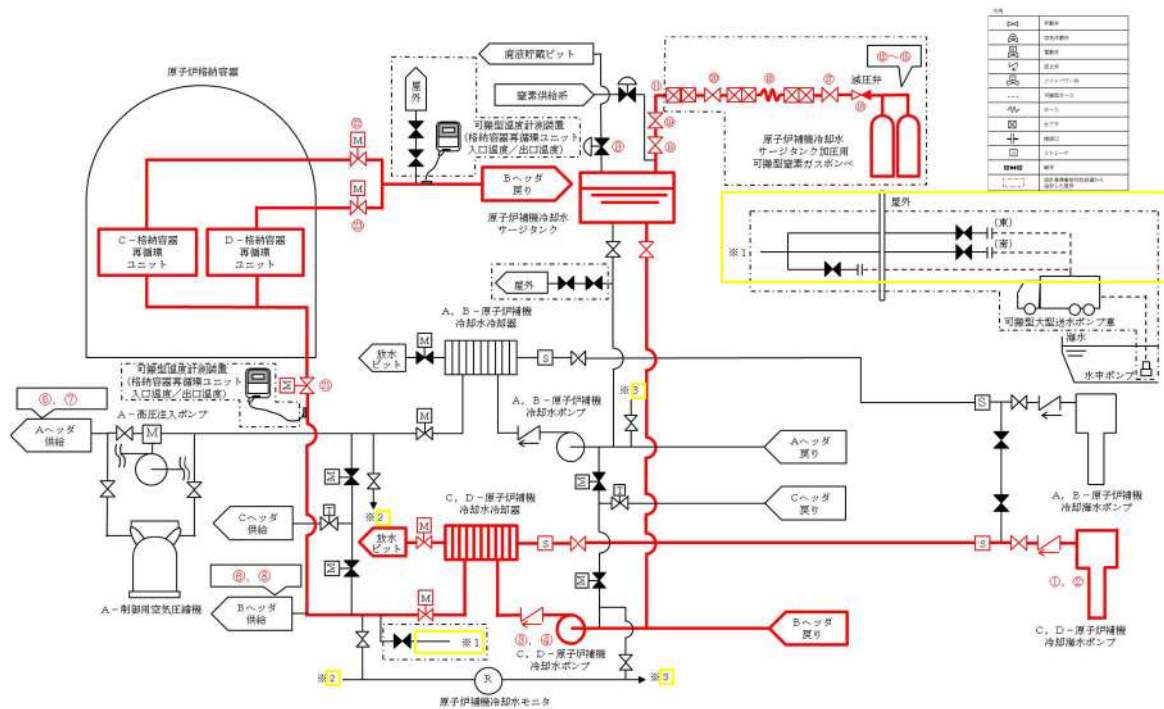 原子炉格納容器
屋外
可搬型温度計測装置
(格納容器再循環ユニット
入口温度/出口温度)
廃液貯蔵ピット
窒素供給系
Bヘッダ
戻り
原子炉補機冷却水
サージタンク
減圧弁
原子炉補機冷却水
サージタンク加圧用
可搬型窒素ガスボンベ
C-格納容器
再循環
ユニット
D-格納容器
再循環
ユニット
屋外
※1
(東)
(南)
可搬型大型送水ポンプ車
海水
水中ポンプ
屋外
A,B-原子炉補機
冷却水冷却器
放水
ピット
M
S
可搬型温度計測装置
(格納容器再循環ユニット
入口温度/出口温度)
⑥,⑦
Aヘッダ
供給
A-高圧注入ポンプ
M
A,B-原子炉補機
冷却水ポンプ
※3
Aヘッダ
戻り
Cヘッダ
戻り
S
A,B-原子炉補機
冷却海水ポンプ
Cヘッダ
供給
T
※2
C,D-原子炉補機
冷却水冷却器
放水
ピット
M
S
S
①,②
C,D-原子炉補機
冷却海水ポンプ
A-制御用空気圧縮機
Bヘッダ
供給
M
※1
③,④
C,D-原子炉補機
冷却水ポンプ
Bヘッダ
戻り
※2
R
※3
原子炉補機冷却水モニタ